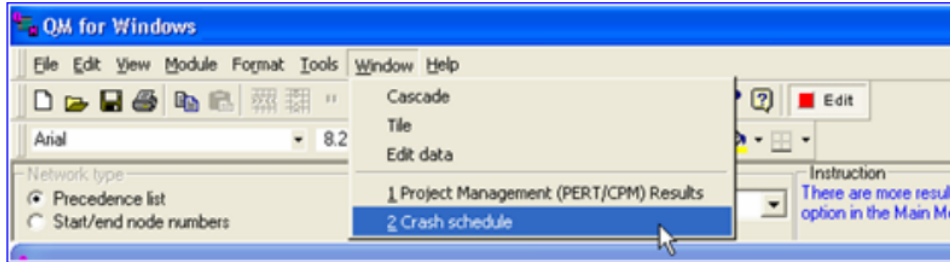 QM for Windows
File Edit View Module Format Tools Window Help
Cascade
Edit
Tile
Arial 8.2
Edit data
Network type
Instruction
1 Project Management (PERT/CPM) Results
Precedence list
There are more resul
2 Crash schedule
Start/end node numbers
option in the Main M